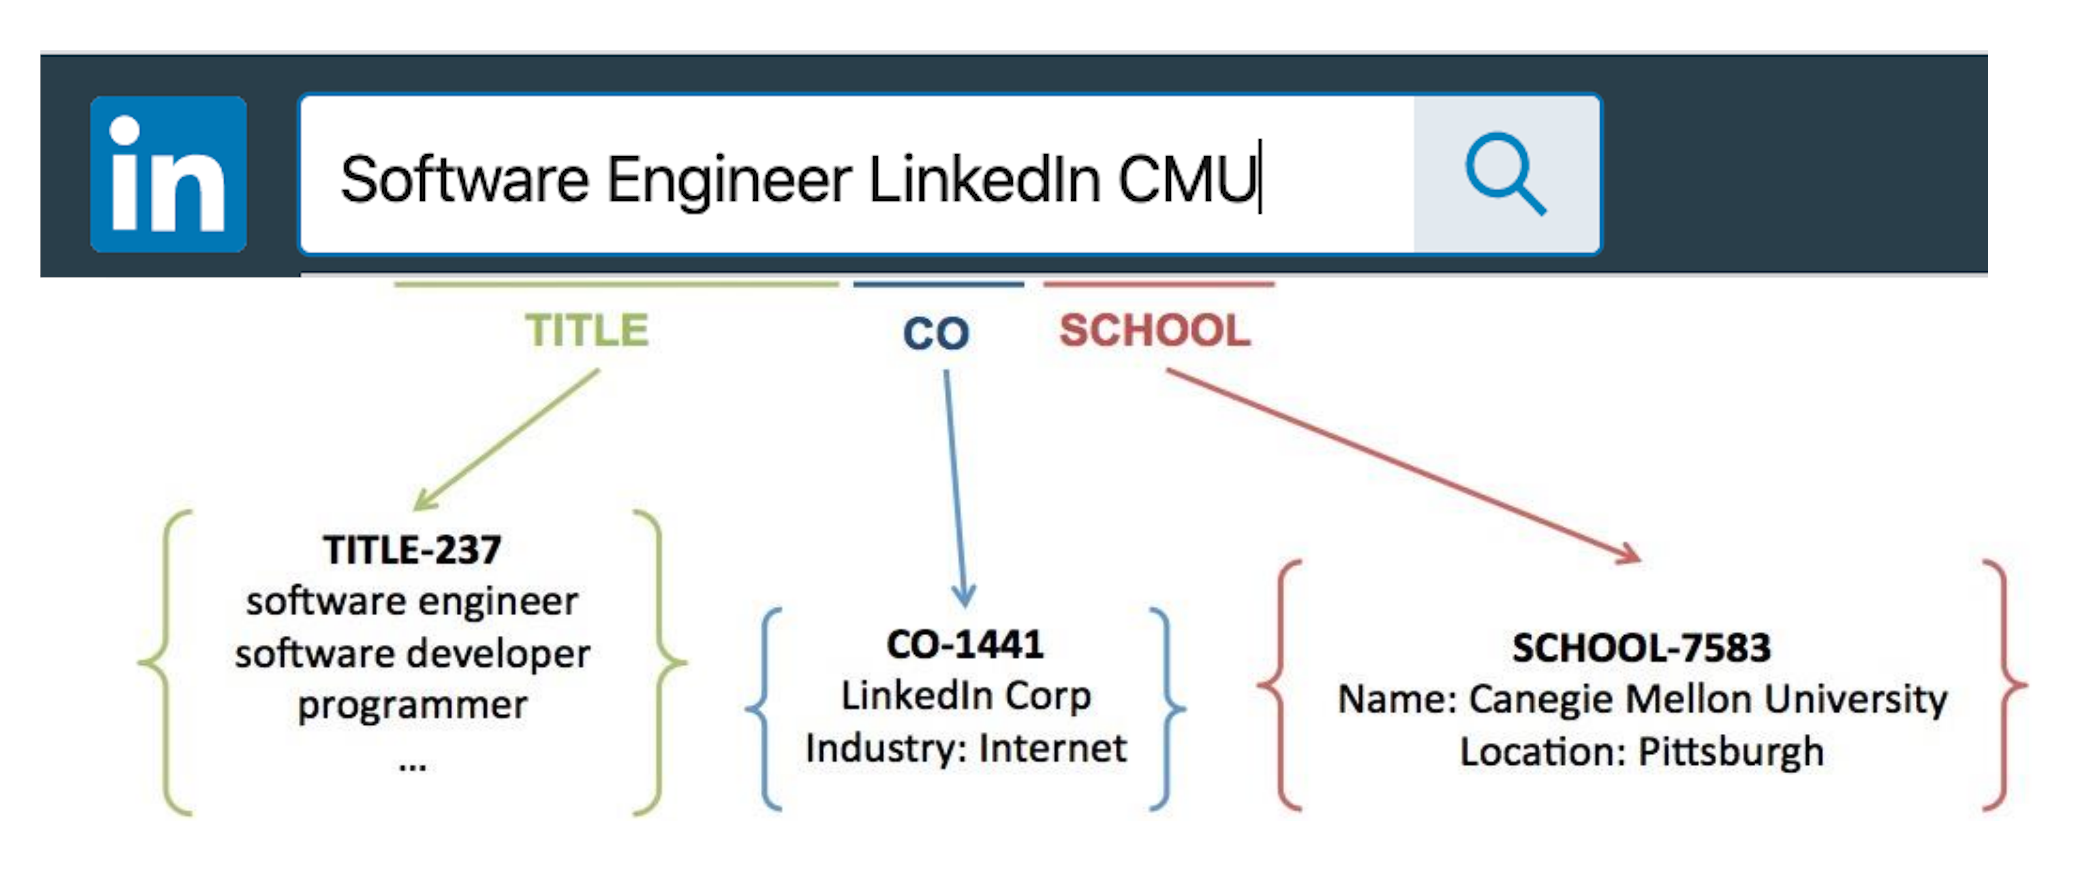 in
Software Engineer LinkedIn CMU
TITLE
CO
SCHOOL
TITLE-237
software engineer
software developer
programmer
...
CO-1441
LinkedIn Corp
Industry: Internet
SCHOOL-7583
Name: Canegie Mellon University
Location: Pittsburgh